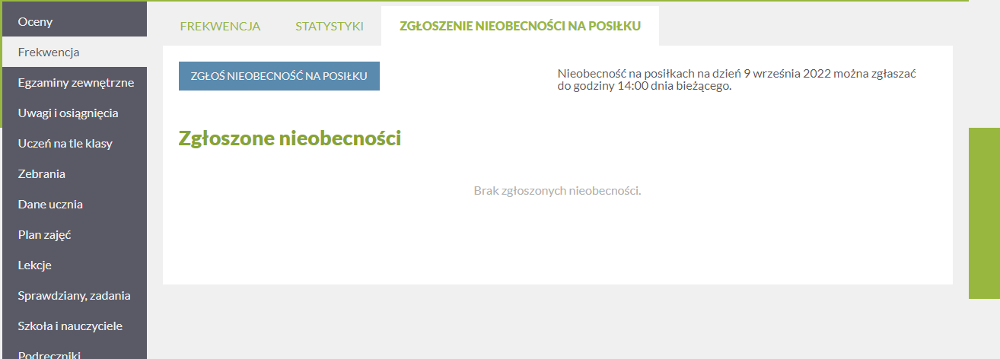 Oceny
Frekwencja
Egzaminy zewnętrzne
Uwagi i osiągnięcia
Uczeń na tle klasy
Zebrania
Dane ucznia
Plan zajęć
Lekcje
Sprawdziany, zadania
Szkoła i nauczyciele
Podręczniki
FREKWENCJA
STATYSTYKI
ZGŁOSZENIE NIEOBECNOŚCI NA POSIŁKU
ZGŁOŚ NIEOBECNOŚĆ NA POSIŁKU
Nieobecność na posiłkach na dzień 9 września 2022 można zgłaszać
do godziny 14:00 dnia bieżącego.
Zgłoszone nieobecności
Brak zgłoszonych nieobecności.